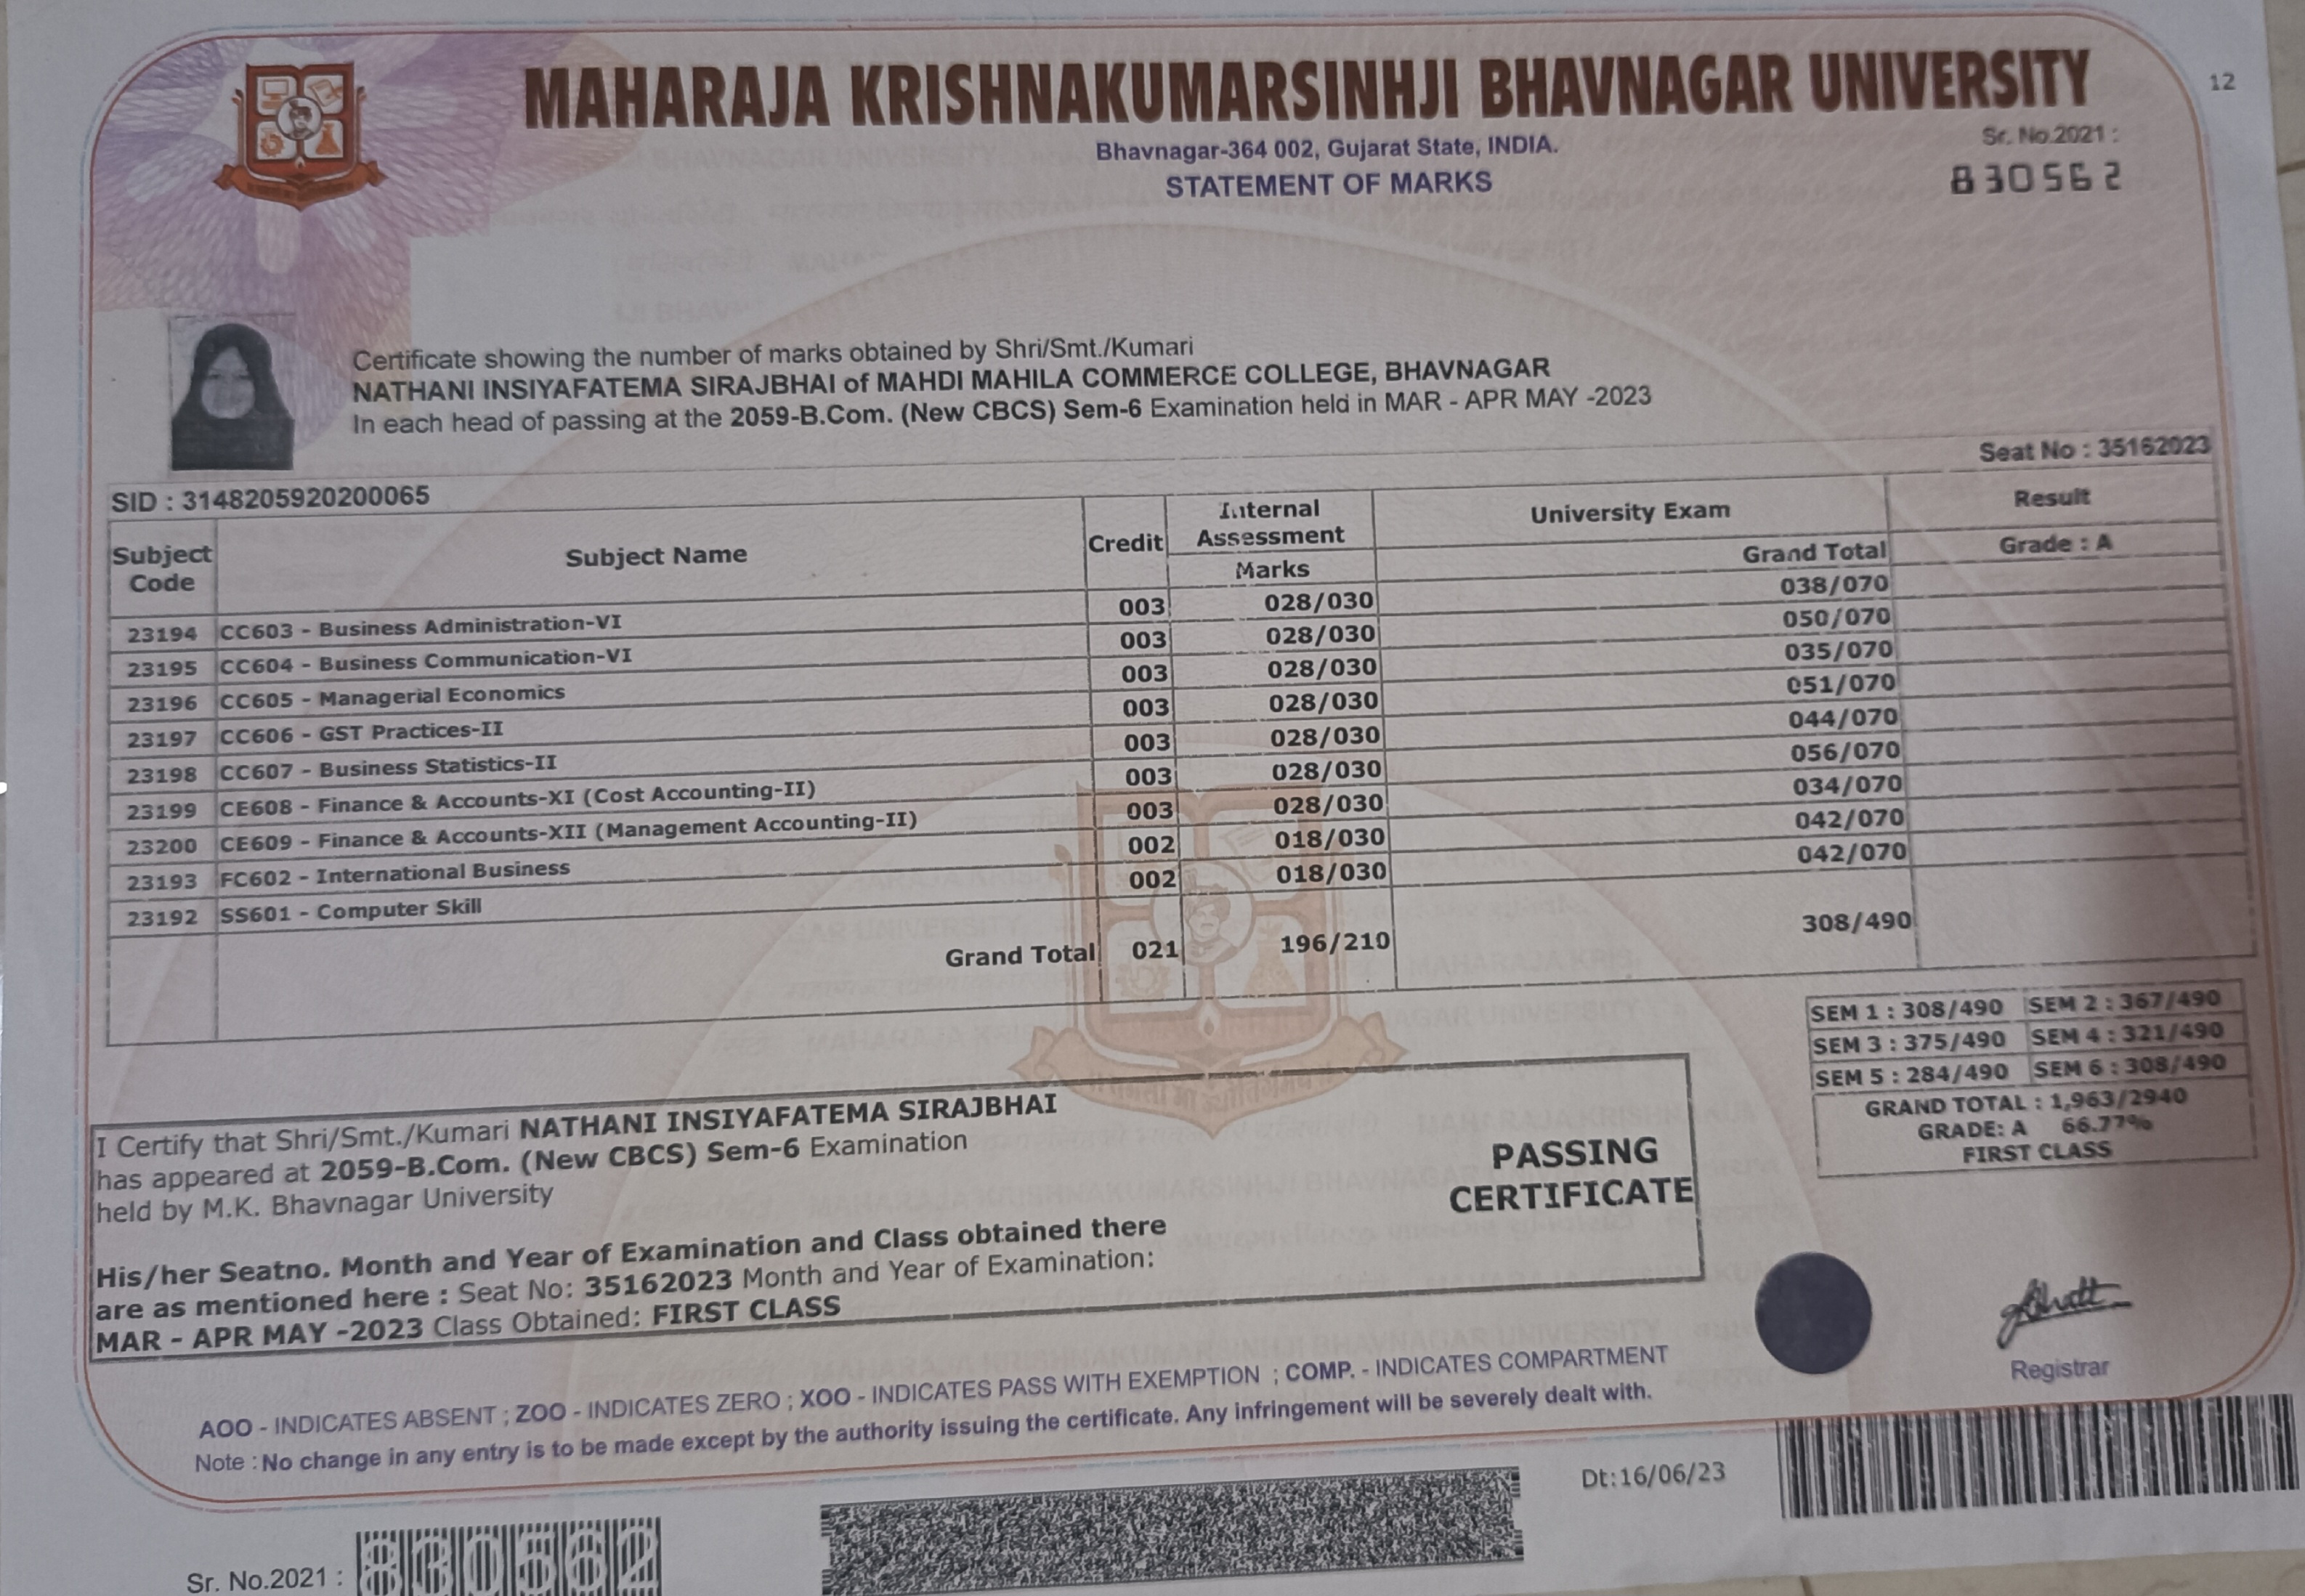 MAHARAJA KRISHNAKUMARSINHJI BHAVNAGAR UNIVERSITY
12
Bhavnagar-364 002, Gujarat State, INDIA.
Sr. No.2021 :
STATEMENT OF MARKS
830562
Certificate showing the number of marks obtained by Shri/Smt./Kumari
NATHANI INSIYAFATEMA SIRAJBHAI of MAHDI MAHILA COMMERCE COLLEGE, BHAVNAGAR
In each head of passing at the 2059-B.Com. (New CBCS) Sem-6 Examination held in MAR - APR MAY -2023
Seat No : 35162023
SID : 3148205920200065
Subject Code Subject Name Credit Internal Assessment Marks University Exam Grand Total Result Grade : A
23194 CC603 - Business Administration-VI 003 028/030 038/070
23195 CC604 - Business Communication-VI 003 028/030 050/070
23196 CC605 - Managerial Economics 003 028/030 035/070
23197 CC606 - GST Practices-II 003 028/030 051/070
23198 CC607 - Business Statistics-II 003 028/030 044/070
23199 CE608 - Finance & Accounts-XI (Cost Accounting-II) 003 028/030 056/070
23200 CE609 - Finance & Accounts-XII (Management Accounting-II) 003 028/030 034/070
23193 FC602 - International Business 002 018/030 042/070
23192 SS601 - Computer Skill 002 018/030 042/070
Grand Total 021 196/210 308/490
SEM 1 : 308/490 SEM 2 : 367/490
SEM 3 : 375/490 SEM 4 : 321/490
SEM 5 : 284/490 SEM 6 : 308/490
GRAND TOTAL : 1,963/2940
GRADE: A 66.77%
FIRST CLASS
I Certify that Shri/Smt./Kumari NATHANI INSIYAFATEMA SIRAJBHAI
has appeared at 2059-B.Com. (New CBCS) Sem-6 Examination
held by M.K. Bhavnagar University
PASSING
CERTIFICATE
His/her Seatno. Month and Year of Examination and Class obtained there
are as mentioned here : Seat No: 35162023 Month and Year of Examination:
MAR - APR MAY -2023 Class Obtained: FIRST CLASS
Registrar
AOO - INDICATES ABSENT ; ZOO - INDICATES ZERO ; XOO - INDICATES PASS WITH EXEMPTION ; COMP. - INDICATES COMPARTMENT
Note : No change in any entry is to be made except by the authority issuing the certificate. Any infringement will be severely dealt with.
Dt:16/06/23
Sr. No.2021 : 830562